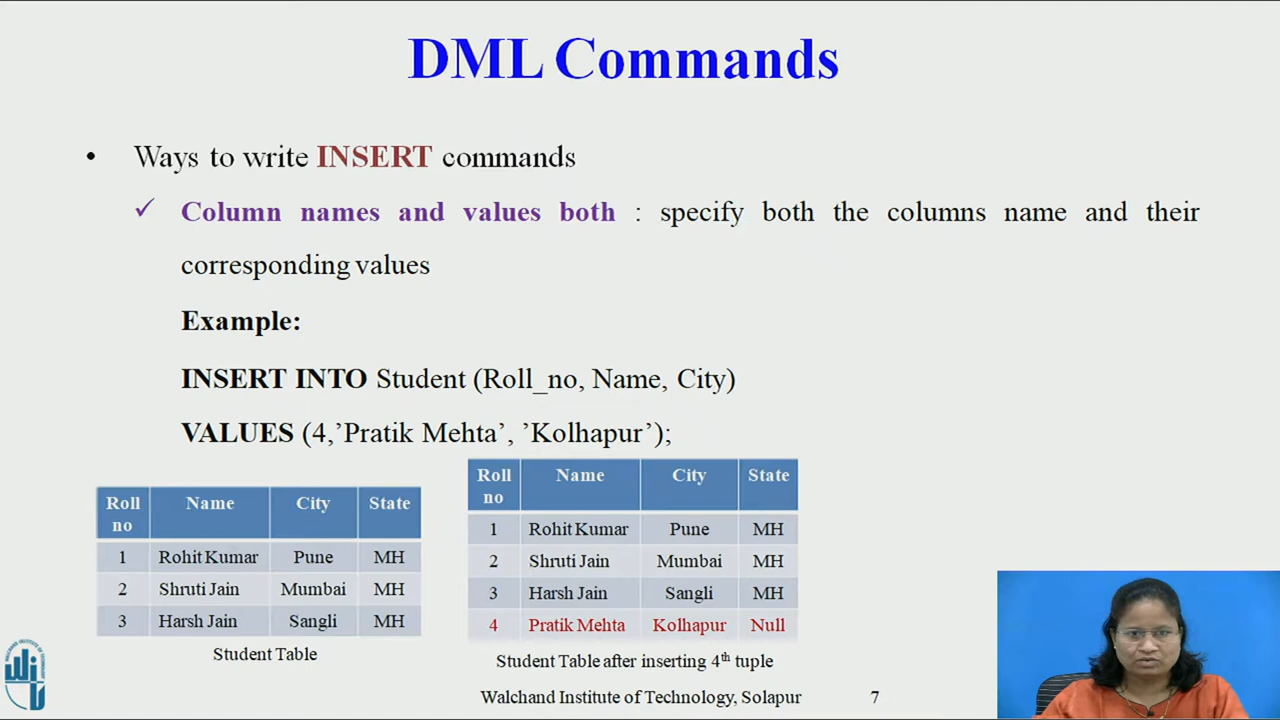 DML Commands
• Ways to write INSERT commands
✓ Column names and values both : specify both the columns name and their
corresponding values
Example:
INSERT INTO Student (Roll_no, Name, City)
VALUES (4,’Pratik Mehta’, ’Kolhapur’);
Roll no Name City State
1 Rohit Kumar Pune MH
2 Shruti Jain Mumbai MH
3 Harsh Jain Sangli MH
Student Table
Roll no Name City State
1 Rohit Kumar Pune MH
2 Shruti Jain Mumbai MH
3 Harsh Jain Sangli MH
4 Pratik Mehta Kolhapur Null
Student Table after inserting 4th tuple
Walchand Institute of Technology, Solapur 7